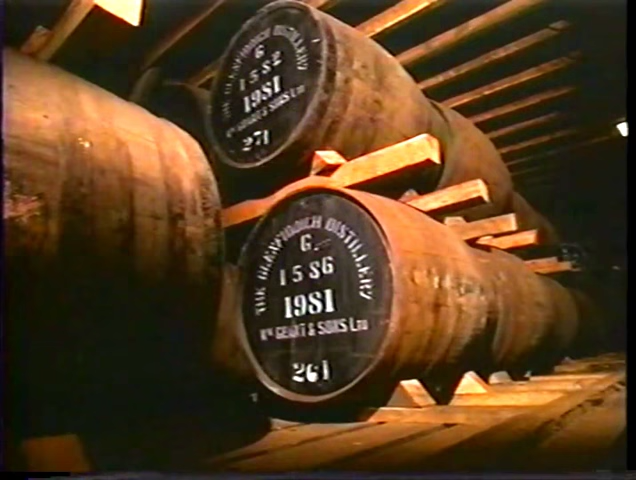 THE GLENFIDDICH DISTILLERY
G
1582
1981
Wm GRANT & SONS LTD
271
THE GLENFIDDICH DISTILLERY
G.
1586
1981
Wm GRANT & SONS LTD
261